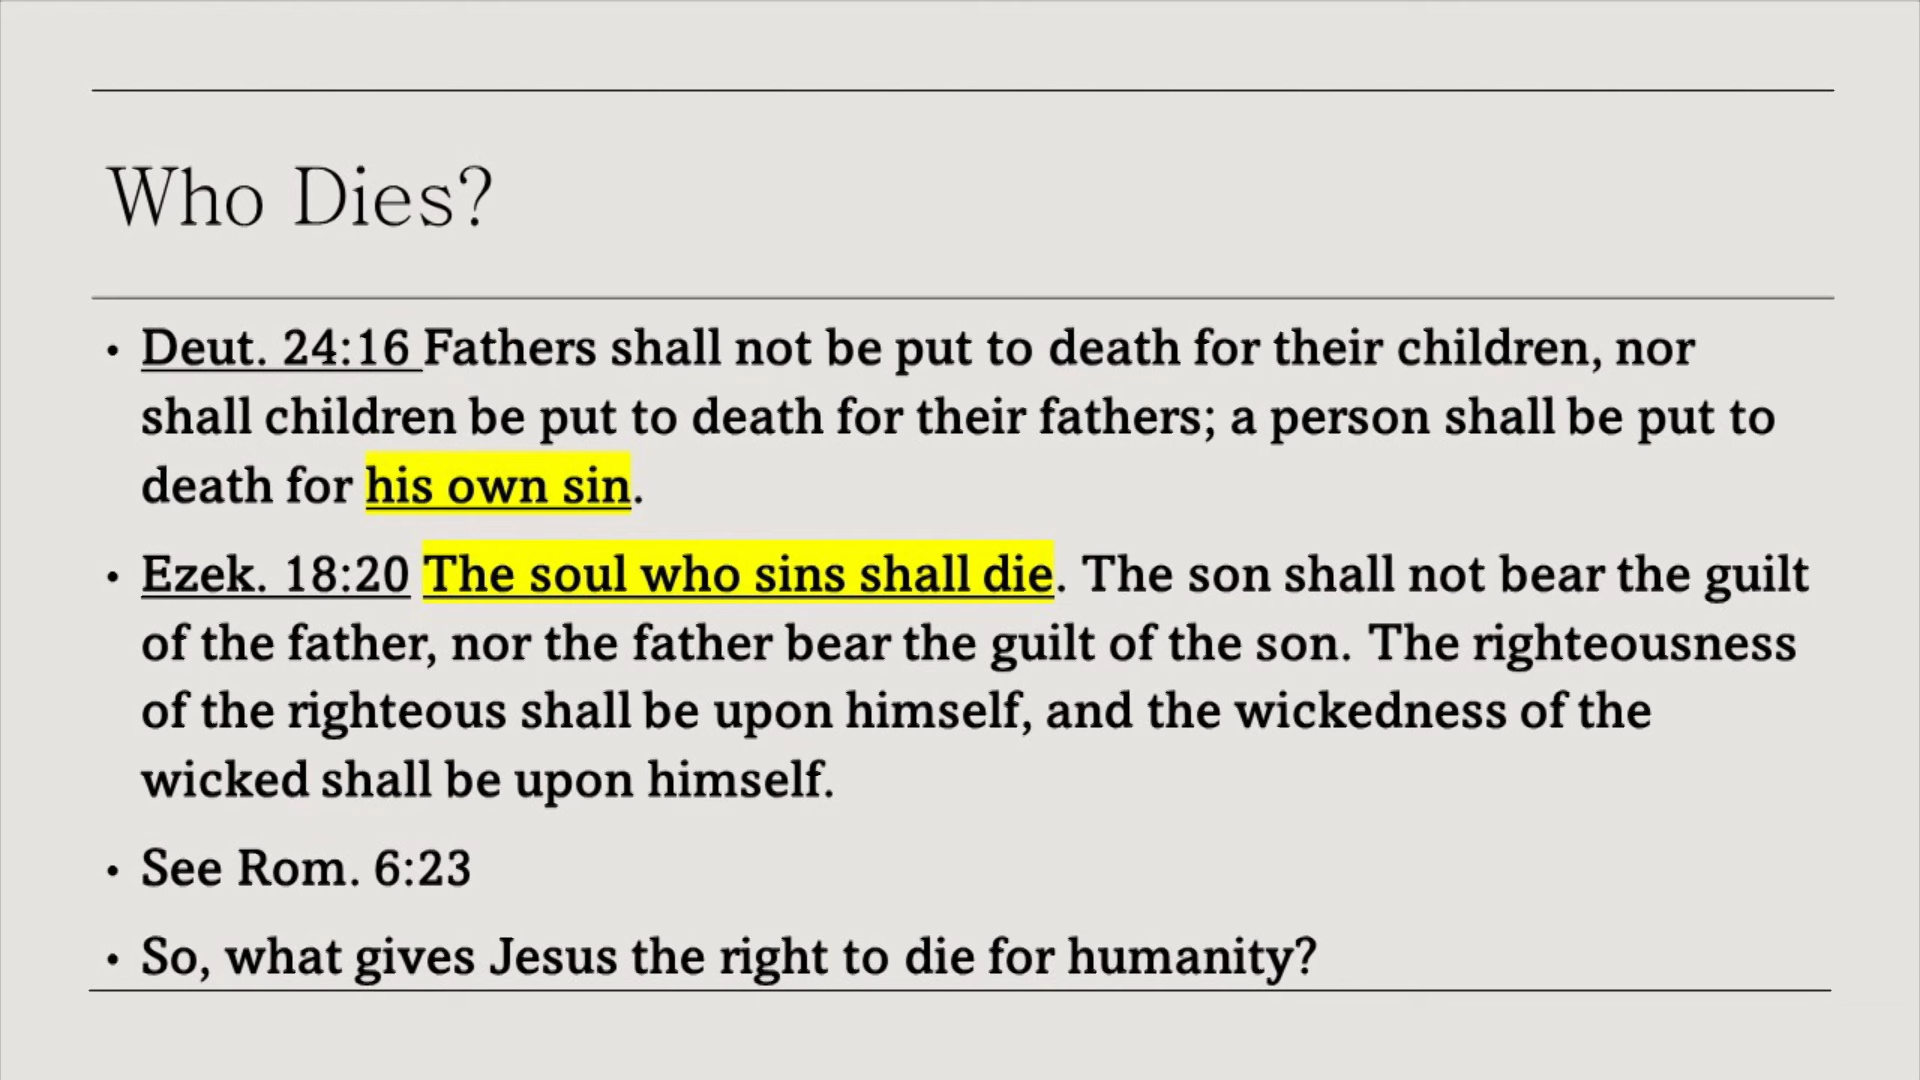 Who Dies?
• Deut. 24:16 Fathers shall not be put to death for their children, nor
shall children be put to death for their fathers; a person shall be put to
death for his own sin.
• Ezek. 18:20 The soul who sins shall die. The son shall not bear the guilt
of the father, nor the father bear the guilt of the son. The righteousness
of the righteous shall be upon himself, and the wickedness of the
wicked shall be upon himself.
• See Rom. 6:23
• So, what gives Jesus the right to die for humanity?